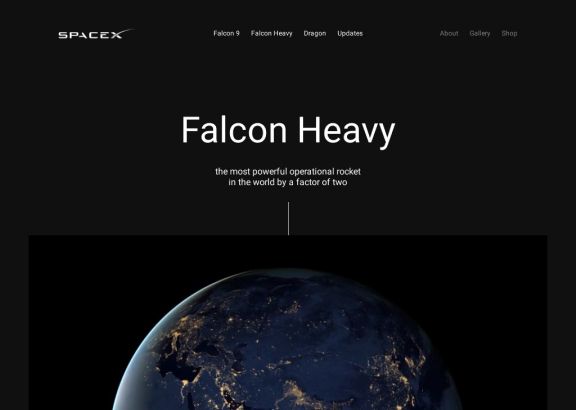 SPACEX
Falcon 9 Falcon Heavy Dragon Updates
About Gallery Shop
Falcon Heavy
the most powerful operational rocket
in the world by a factor of two